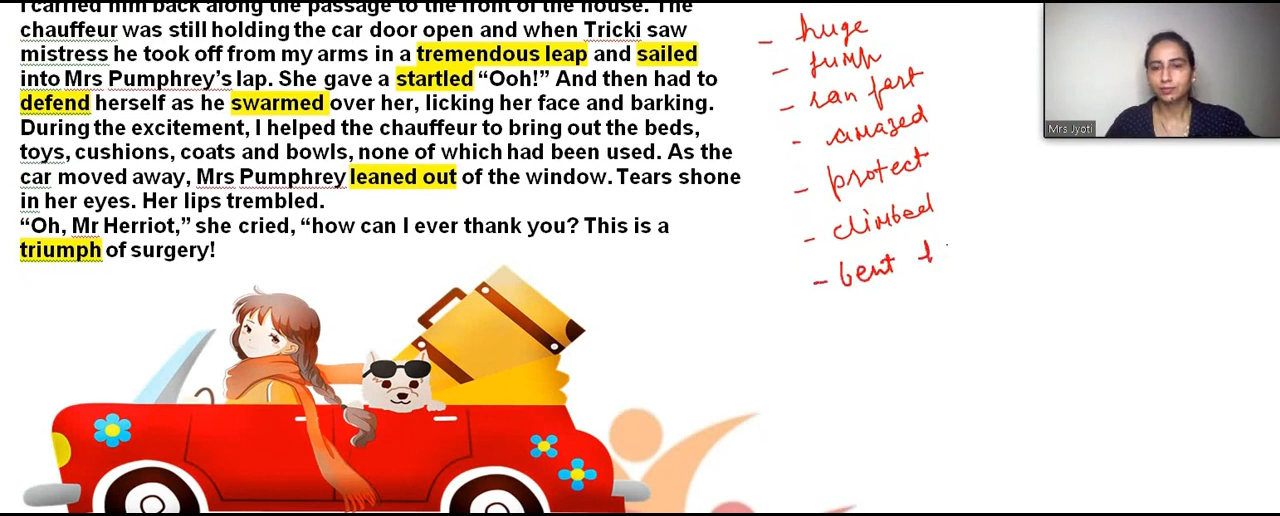 I carried him back along the passage to the front of the house. The
chauffeur was still holding the car door open and when Tricki saw
mistress he took off from my arms in a tremendous leap and sailed
into Mrs Pumphrey's lap. She gave a startled “Ooh!” And then had to
defend herself as he swarmed over her, licking her face and barking.
During the excitement, I helped the chauffeur to bring out the beds,
toys, cushions, coats and bowls, none of which had been used. As the
car moved away, Mrs Pumphrey leaned out of the window. Tears shone
in her eyes. Her lips trembled.
“Oh, Mr Herriot,” she cried, “how can I ever thank you? This is a
triumph of surgery!
- huge
- jump
- ran fast
- amazed
- protect
- climbed
- bent
Mrs Jyoti